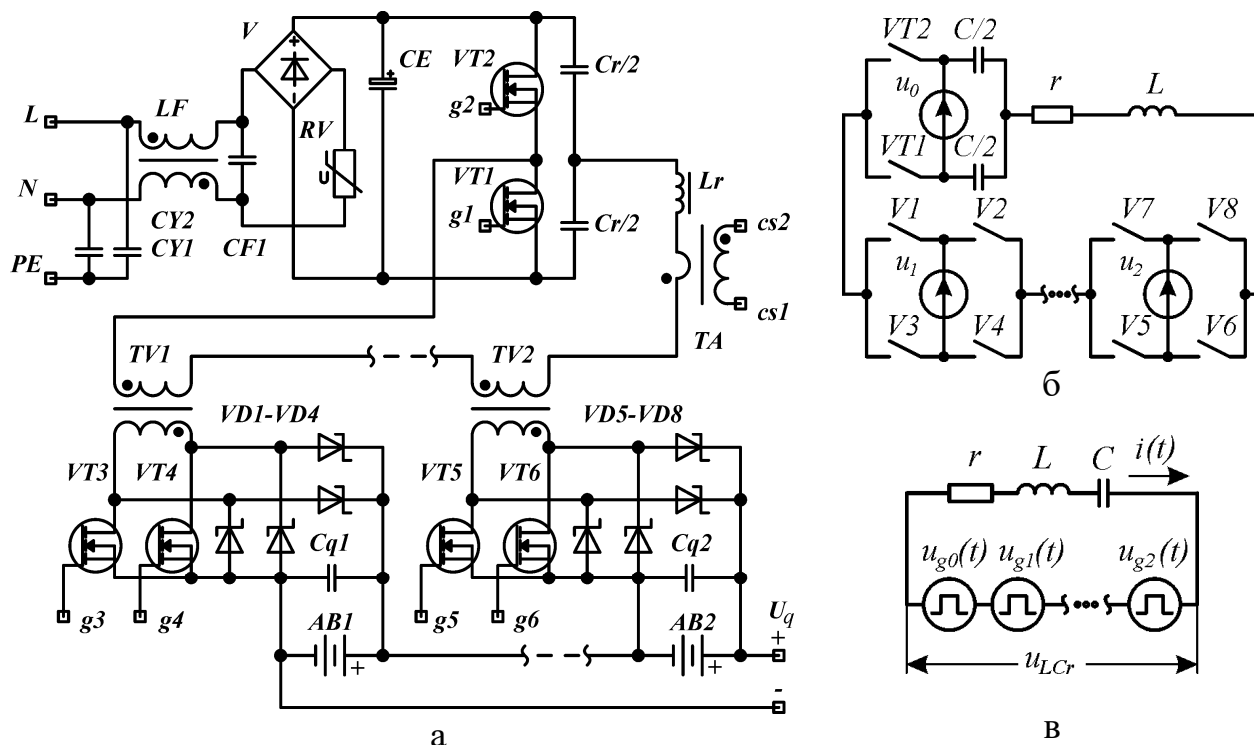 V
CE
VT2
Cr/2
g2
L
LF
RV
U
VT1
g1
Cr/2
Lr
N
CY2
CY1
CF1
PE
cs2
cs1
TA
TV1
TV2
VD1-VD4
VD5-VD8
VT3
VT4
VT5
VT6
Cq1
Cq2
g3
g4
AB1
+
g5
g6
AB2
+
Uq
+
-
а
VT2
C/2
u0
r
L
VT1
C/2
V1
V2
V7
V8
u1
u2
V3
V4
V5
V6
б
r
L
C
i(t)
ug0(t)
ug1(t)
ug2(t)
uLCr
в